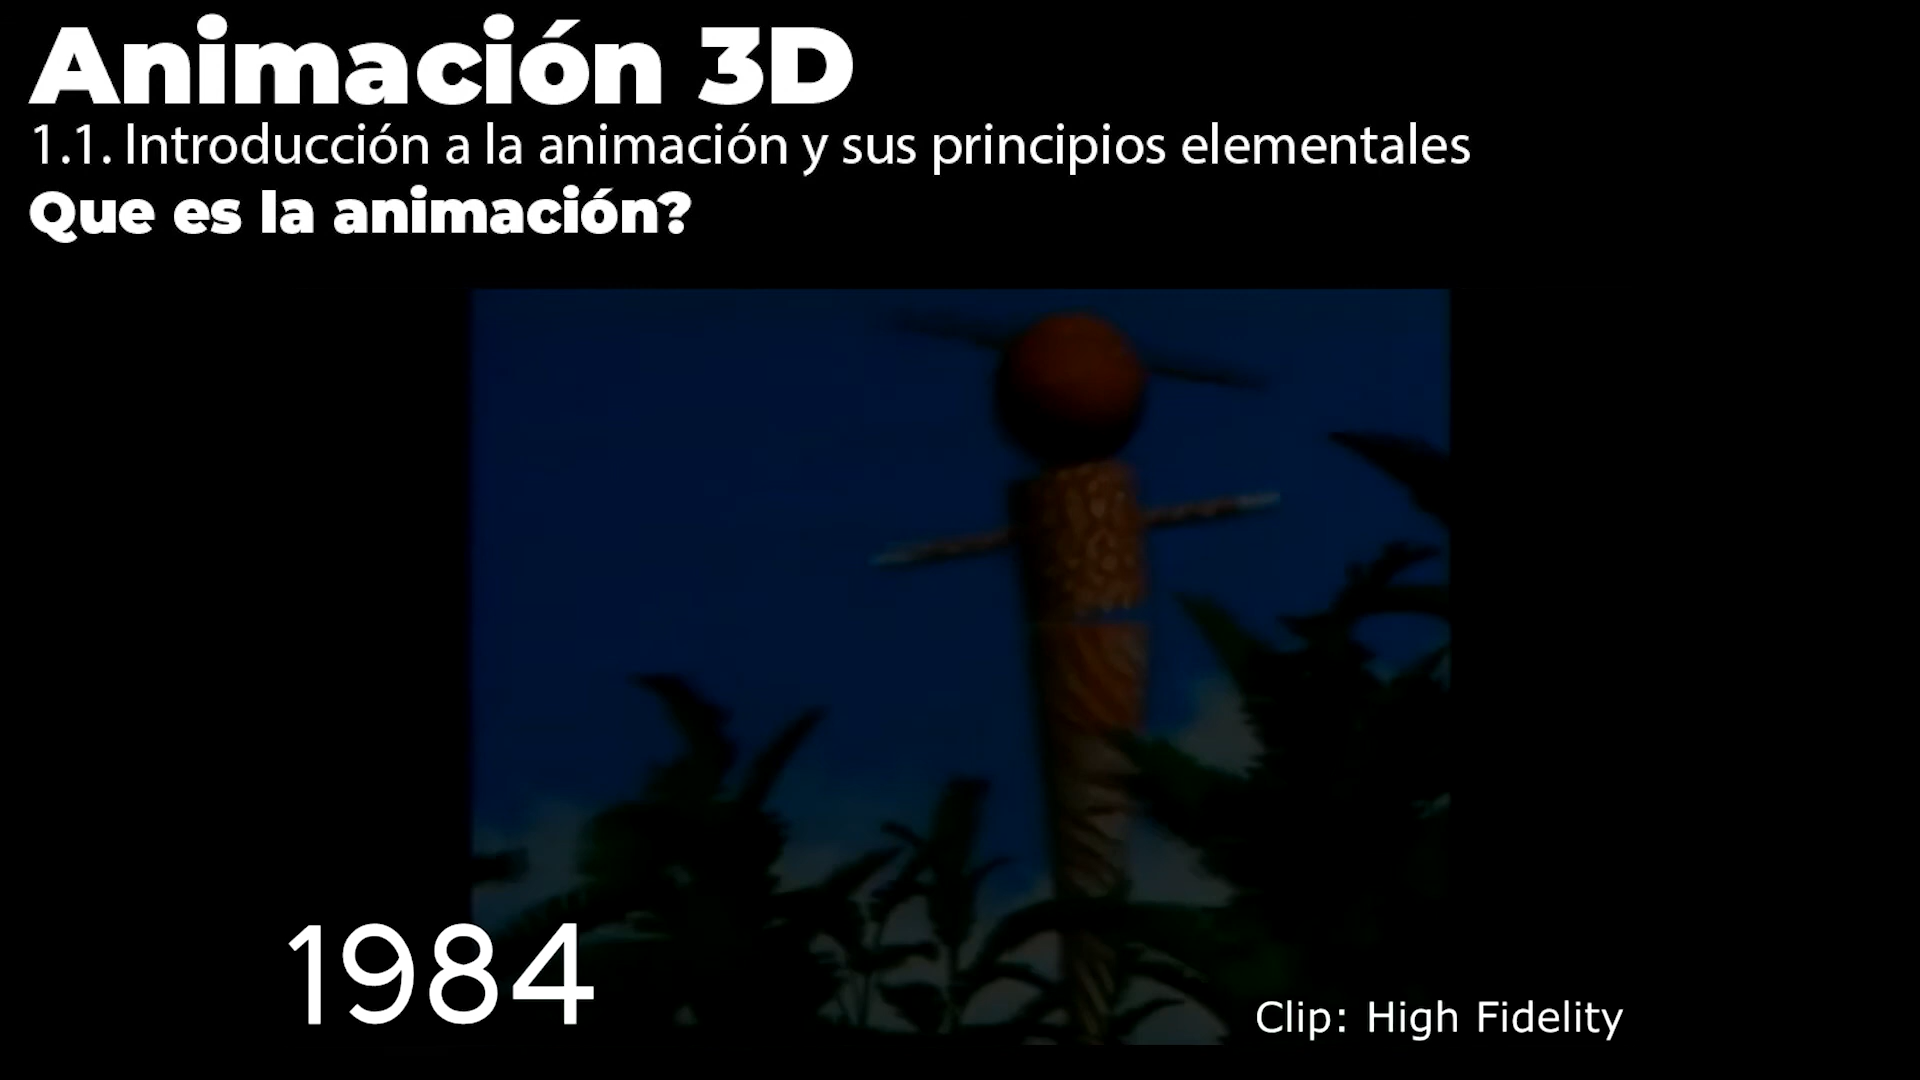 Animación 3D
1.1. Introducción a la animación y sus principios elementales
Que es la animación?
1984
Clip: High Fidelity